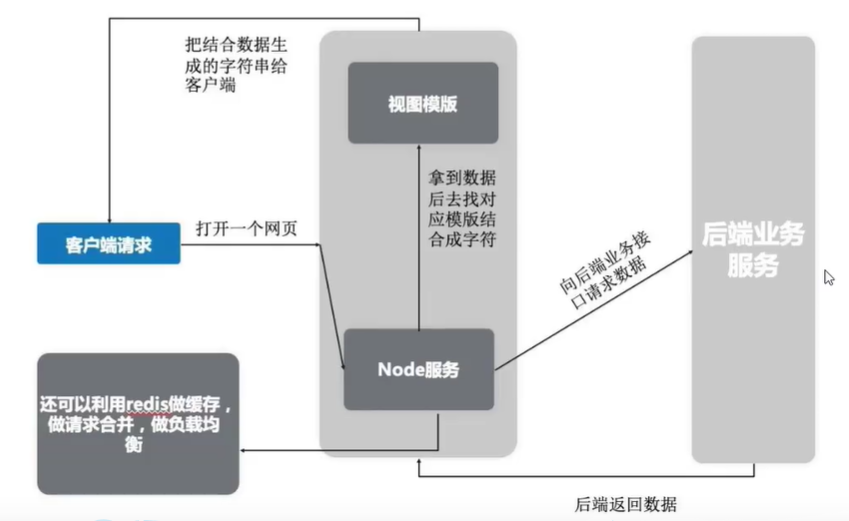 把结合数据生
成的字符串给
客户端
视图模版
拿到数据
后去找对
应模版结
合成字符
客户端请求
打开一个网页
向后端业务接
口请求数据
后端业务
服务
Node服务
还可以利用redis做缓存，
做请求合并，做负载均
衡
后端返回数据